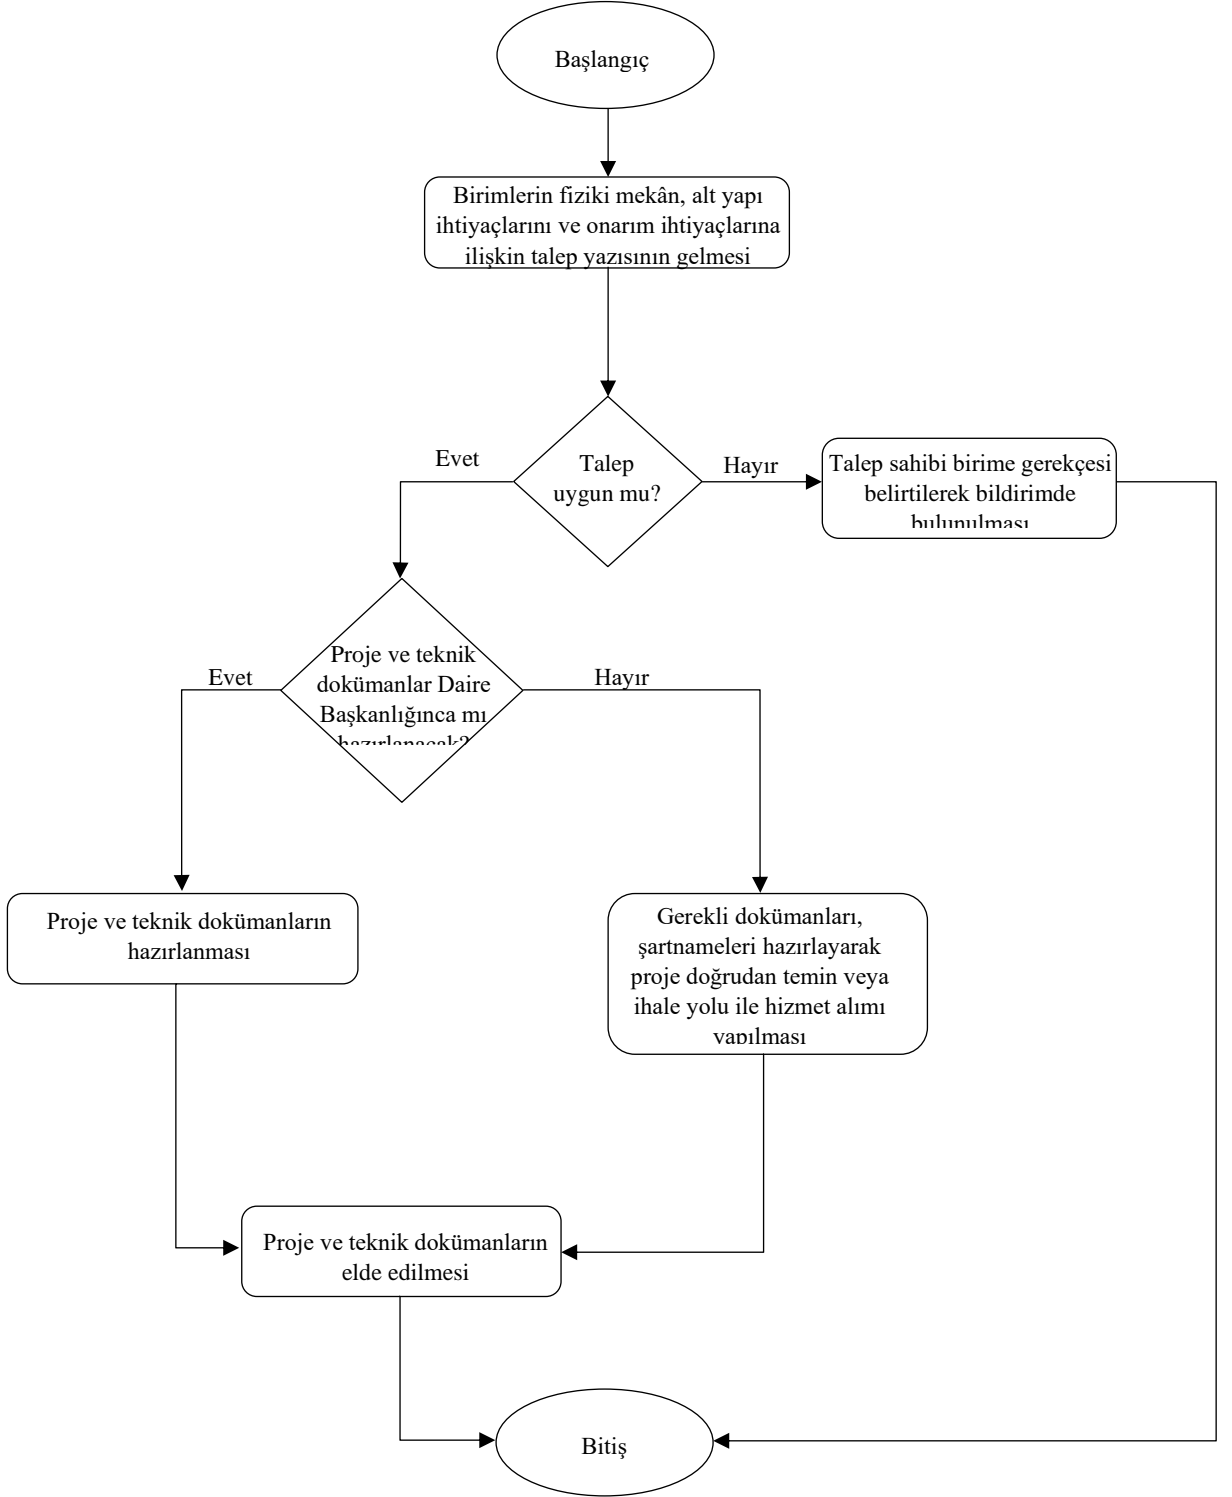 Başlangıç
Birimlerin fiziki mekân, alt yapı
ihtiyaçlarını ve onarım ihtiyaçlarına
ilişkin talep yazısının gelmesi
Evet
Talep
uygun mu?
Hayır
Talep sahibi birime gerekçesi
belirtilerek bildirimde
bulunulması
Evet
Proje ve teknik
dokümanlar Daire
Başkanlığınca mı
hazırlanacak?
Hayır
Proje ve teknik dokümanların
hazırlanması
Gerekli dokümanları,
şartnameleri hazırlayarak
proje doğrudan temin veya
ihale yolu ile hizmet alımı
yapılması
Proje ve teknik dokümanların
elde edilmesi
Bitiş